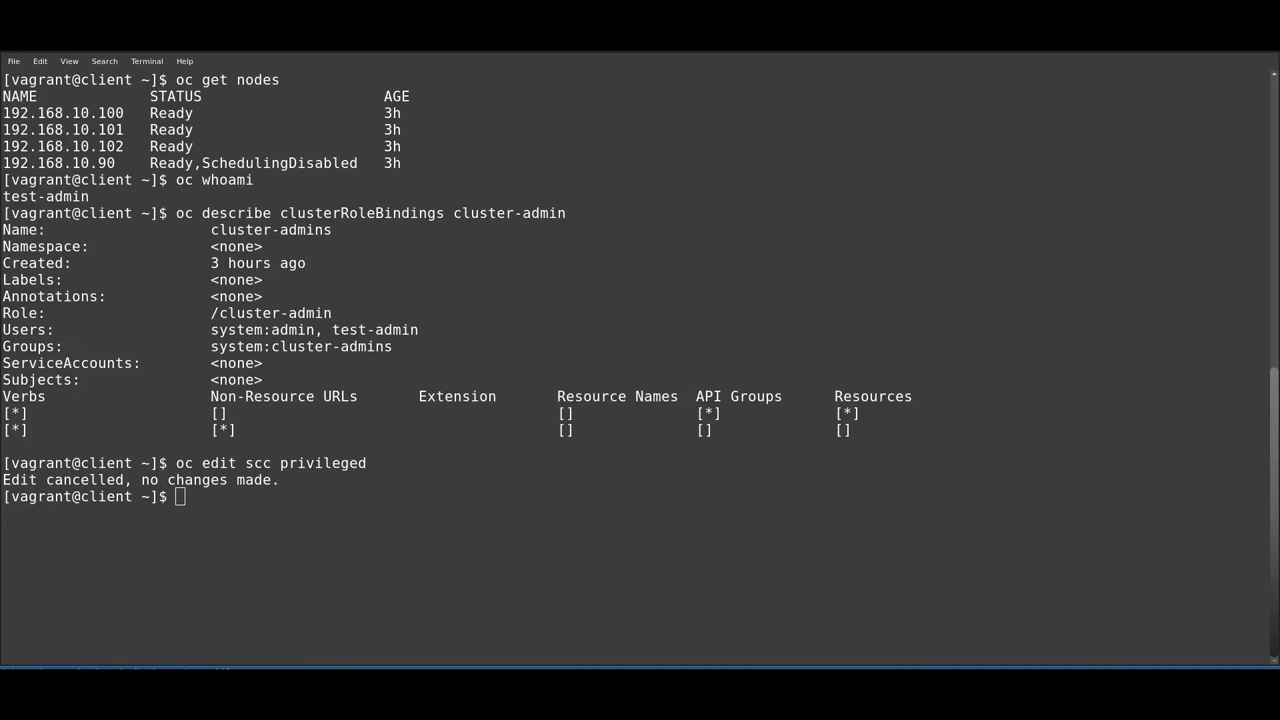 File Edit View Search Terminal Help
[vagrant@client ~]$ oc get nodes
NAME STATUS AGE
192.168.10.100 Ready 3h
192.168.10.101 Ready 3h
192.168.10.102 Ready 3h
192.168.10.90 Ready,SchedulingDisabled 3h
[vagrant@client ~]$ oc whoami
test-admin
[vagrant@client ~]$ oc describe clusterRoleBindings cluster-admin
Name: cluster-admins
Namespace: <none>
Created: 3 hours ago
Labels: <none>
Annotations: <none>
Role: /cluster-admin
Users: system:admin, test-admin
Groups: system:cluster-admins
ServiceAccounts: <none>
Subjects: <none>
Verbs Non-Resource URLs Extension Resource Names API Groups Resources
[*] [] [] [*] [*]
[*] [*] [] [] []
[vagrant@client ~]$ oc edit scc privileged
Edit cancelled, no changes made.
[vagrant@client ~]$